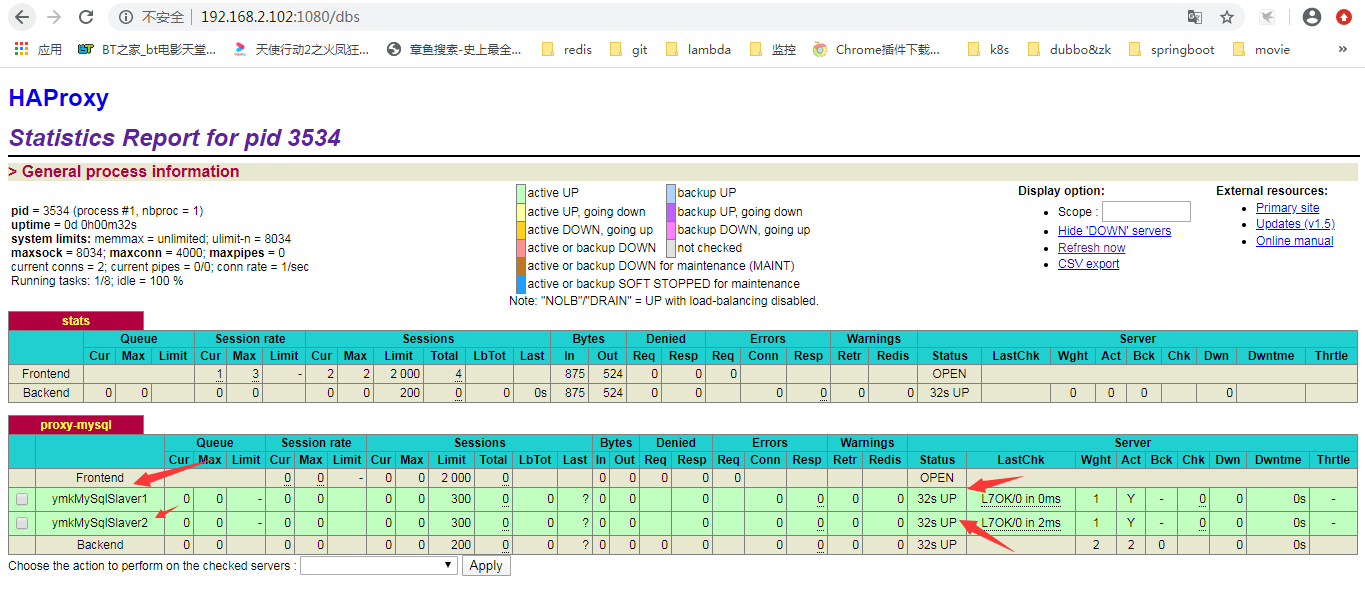 不安全 | 192.168.2.102:1080/dbs
应用 BT之家_bt电影天堂... 天使行动2之火凤狂... 章鱼搜索-史上最全... redis git lambda 监控 Chrome插件下载... k8s dubbo&zk springboot movie »
HAProxy
Statistics Report for pid 3534
> General process information
pid = 3534 (process #1, nbproc = 1)
uptime = 0d 0h00m32s
system limits: memmax = unlimited; ulimit-n = 8034
maxsock = 8034; maxconn = 4000; maxpipes = 0
current conns = 2; current pipes = 0/0; conn rate = 1/sec
Running tasks: 1/8; idle = 100 %
active UP backup UP
active UP, going down backup UP, going down
active DOWN, going up backup DOWN, going up
active or backup DOWN not checked
active or backup DOWN for maintenance (MAINT)
active or backup SOFT STOPPED for maintenance
Note: "NOLB"/"DRAIN" = UP with load-balancing disabled.
Display option:
Scope :
Hide 'DOWN' servers
Refresh now
CSV export
External resources:
Primary site
Updates (v1.5)
Online manual
stats
Queue Session rate Sessions Bytes Denied Errors Warnings Server
Cur Max Limit Cur Max Limit Cur Max Limit Total LbTot Last In Out Req Resp Req Conn Resp Retr Redis Status LastChk Wght Act Bck Chk Dwn Dwntme Thrtle
Frontend 1 3 - 2 2 2 000 4 875 524 0 0 0 OPEN
Backend 0 0 0 0 0 0 200 0 0 0s 875 524 0 0 0 0 0 0 32s UP 0 0 0 0
proxy-mysql
Queue Session rate Sessions Bytes Denied Errors Warnings Server
Cur Max Limit Cur Max Limit Cur Max Limit Total LbTot Last In Out Req Resp Req Conn Resp Retr Redis Status LastChk Wght Act Bck Chk Dwn Dwntme Thrtle
Frontend 0 0 - 0 0 2 000 0 0 0 0 0 0 OPEN
ymkMySqlSlaver1 0 0 - 0 0 0 0 300 0 0 ? 0 0 0 0 0 0 0 32s UP L7OK/0 in 0ms 1 Y - 0 0 0s -
ymkMySqlSlaver2 0 0 - 0 0 0 0 300 0 0 ? 0 0 0 0 0 0 0 32s UP L7OK/0 in 2ms 1 Y - 0 0 0s -
Backend 0 0 0 0 0 0 200 0 0 ? 0 0 0 0 0 0 0 0 32s UP 2 2 0 0 0s
Choose the action to perform on the checked servers : Apply